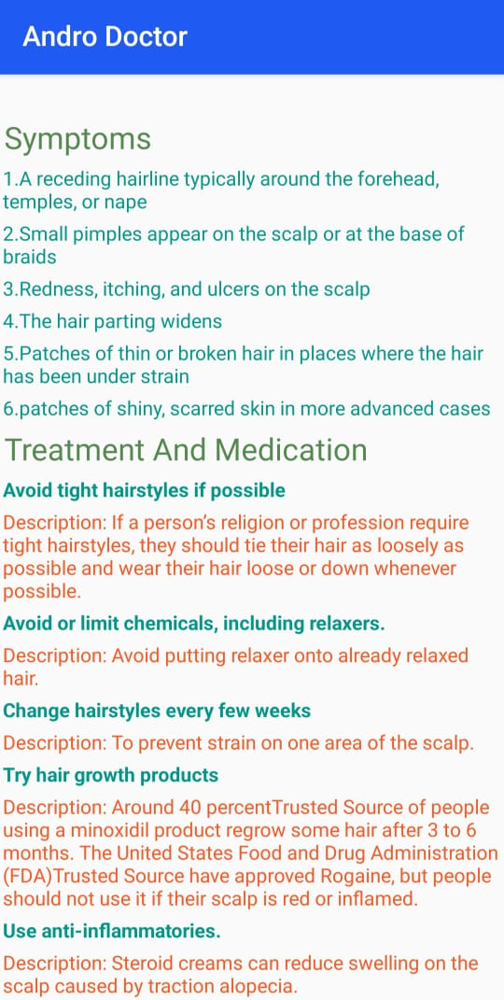 Andro Doctor
Symptoms
1.A receding hairline typically around the forehead,
temples, or nape
2.Small pimples appear on the scalp or at the base of
braids
3.Redness, itching, and ulcers on the scalp
4.The hair parting widens
5.Patches of thin or broken hair in places where the hair
has been under strain
6.patches of shiny, scarred skin in more advanced cases
Treatment And Medication
Avoid tight hairstyles if possible
Description: If a person's religion or profession require
tight hairstyles, they should tie their hair as loosely as
possible and wear their hair loose or down whenever
possible.
Avoid or limit chemicals, including relaxers.
Description: Avoid putting relaxer onto already relaxed
hair.
Change hairstyles every few weeks
Description: To prevent strain on one area of the scalp.
Try hair growth products
Description: Around 40 percentTrusted Source of people
using a minoxidil product regrow some hair after 3 to 6
months. The United States Food and Drug Administration
(FDA)Trusted Source have approved Rogaine, but people
should not use it if their scalp is red or inflamed.
Use anti-inflammatories.
Description: Steroid creams can reduce swelling on the
scalp caused by traction alopecia.